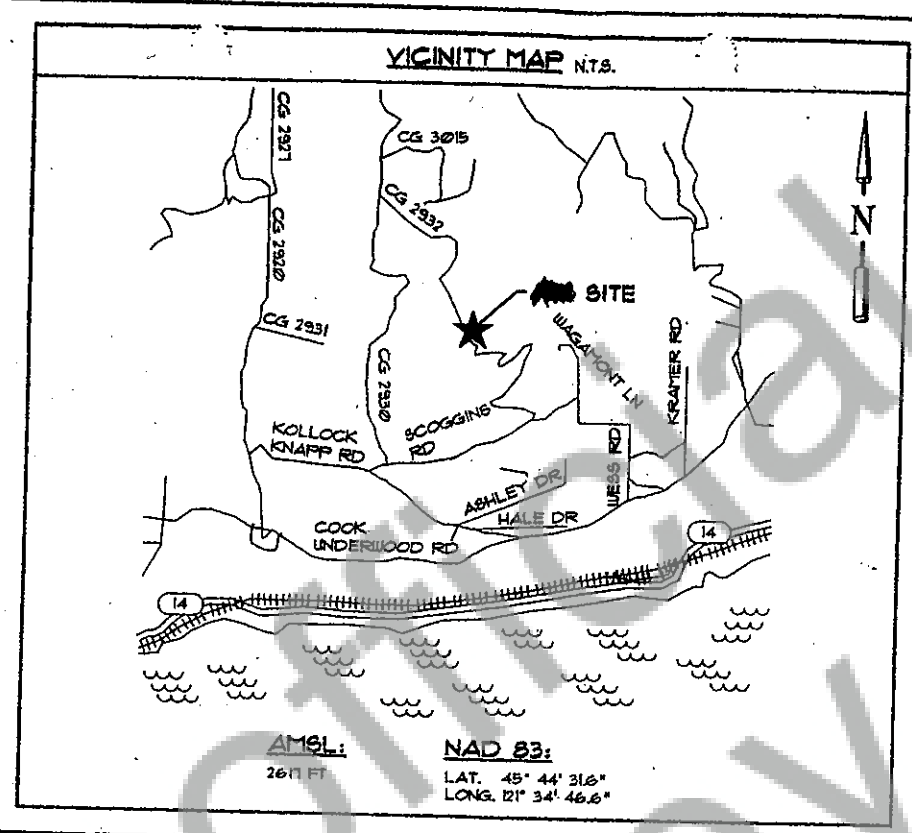 VICINITY MAP N.T.S.
CG 2927
CG 3015
CG 2932
CG 2920
N
SITE
CG 2931
WAGAMONT LN
KRAMER RD
CG 2930
SCOGGINS
RD
KOLLOCK
KNAPP RD
WESS RD
ASHLEY DR
HALE DR
COOK
UNDERWOOD RD
14
14
AMSL:
NAD 83:
2617 FT
LAT. 45° 44' 31.6"
LONG. 121° 34' 46.6"